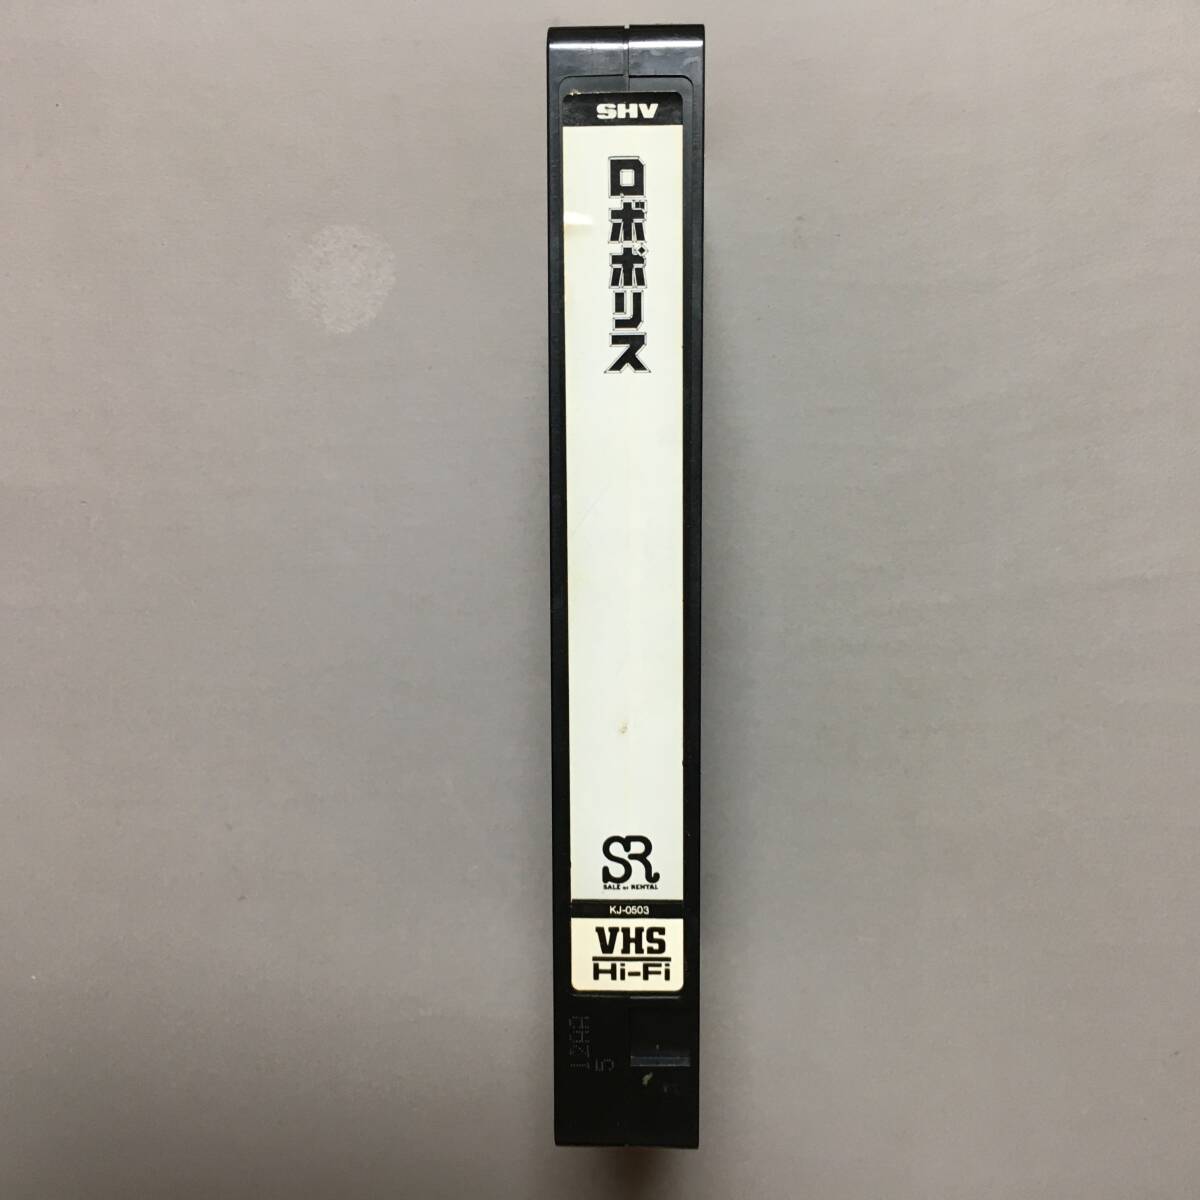 SHV
ロボポリス
SR
SALE or RENTAL
KJ-0503
VHS
Hi-Fi